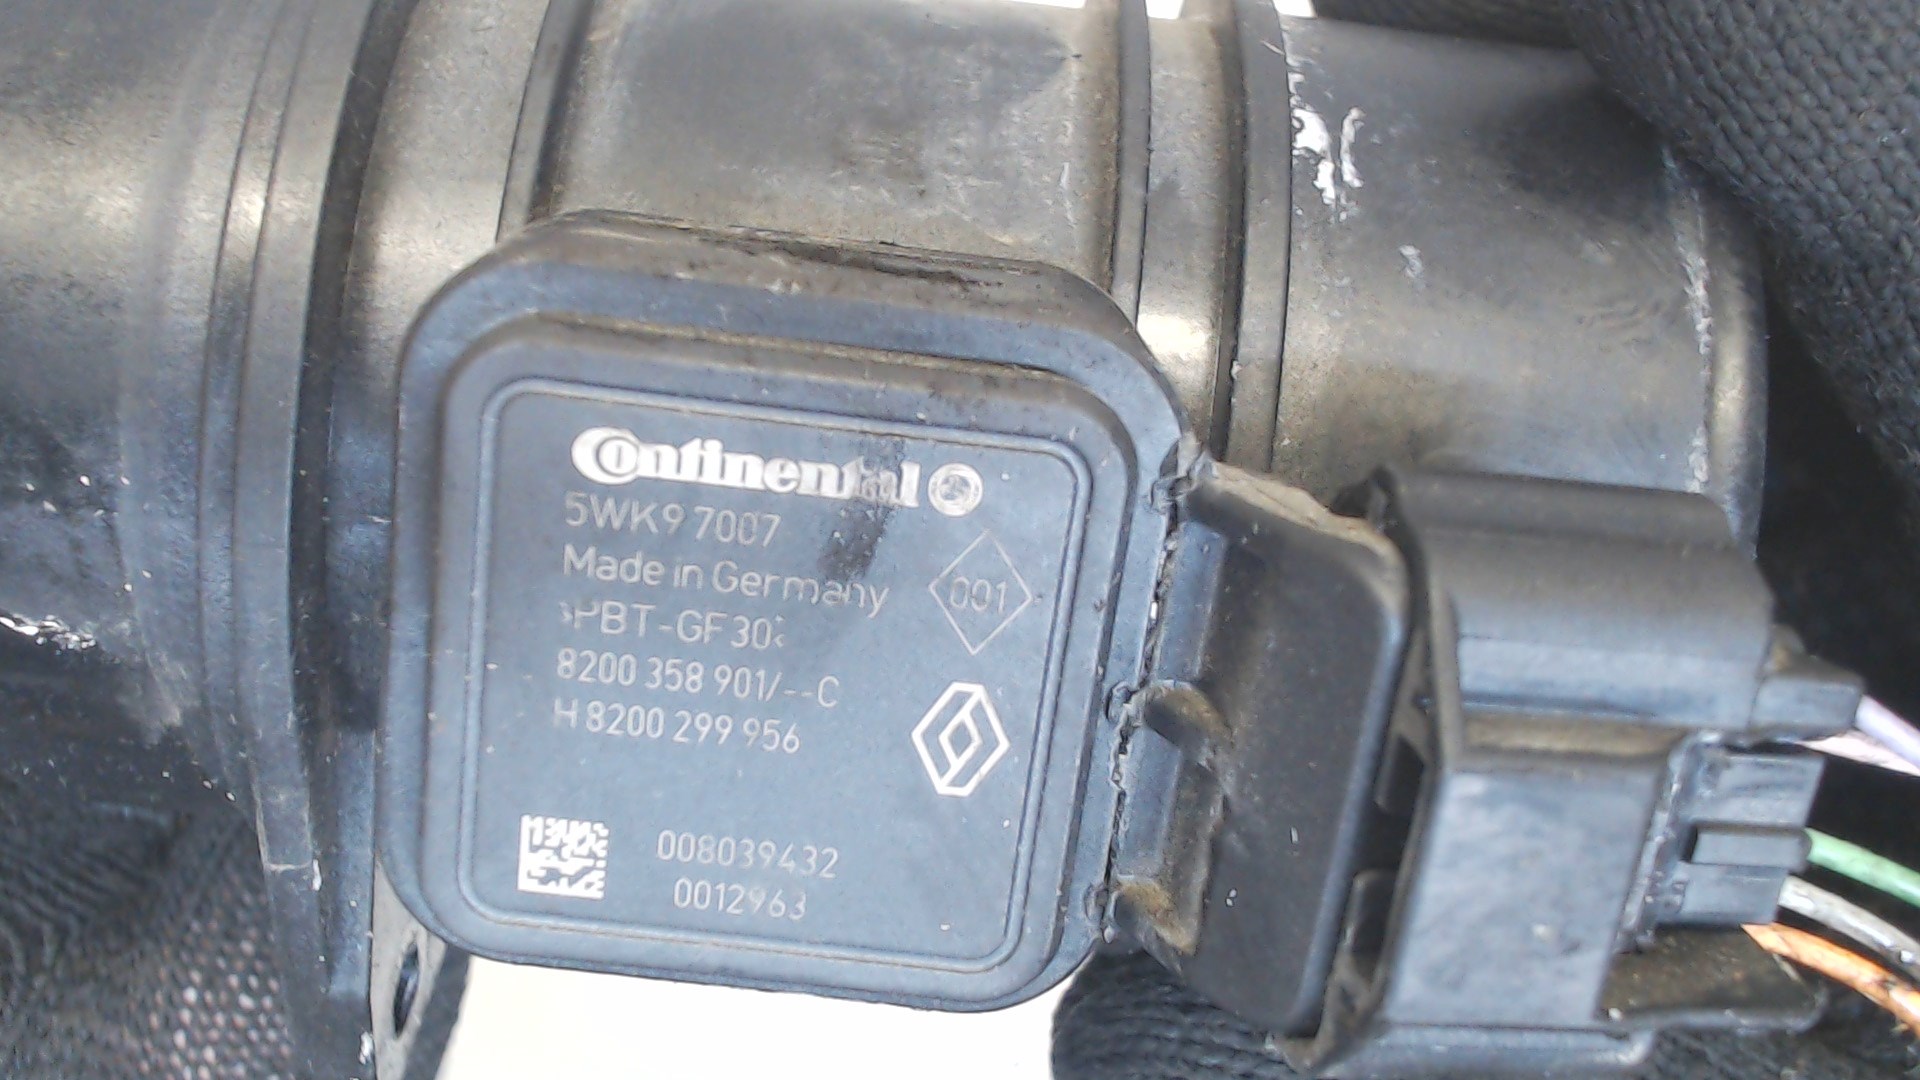 Continental
5WK9 7007
Made in Germany
001
>PBT-GF30<
8200 358 901/--C
H 8200 299 956
008039432
0012963